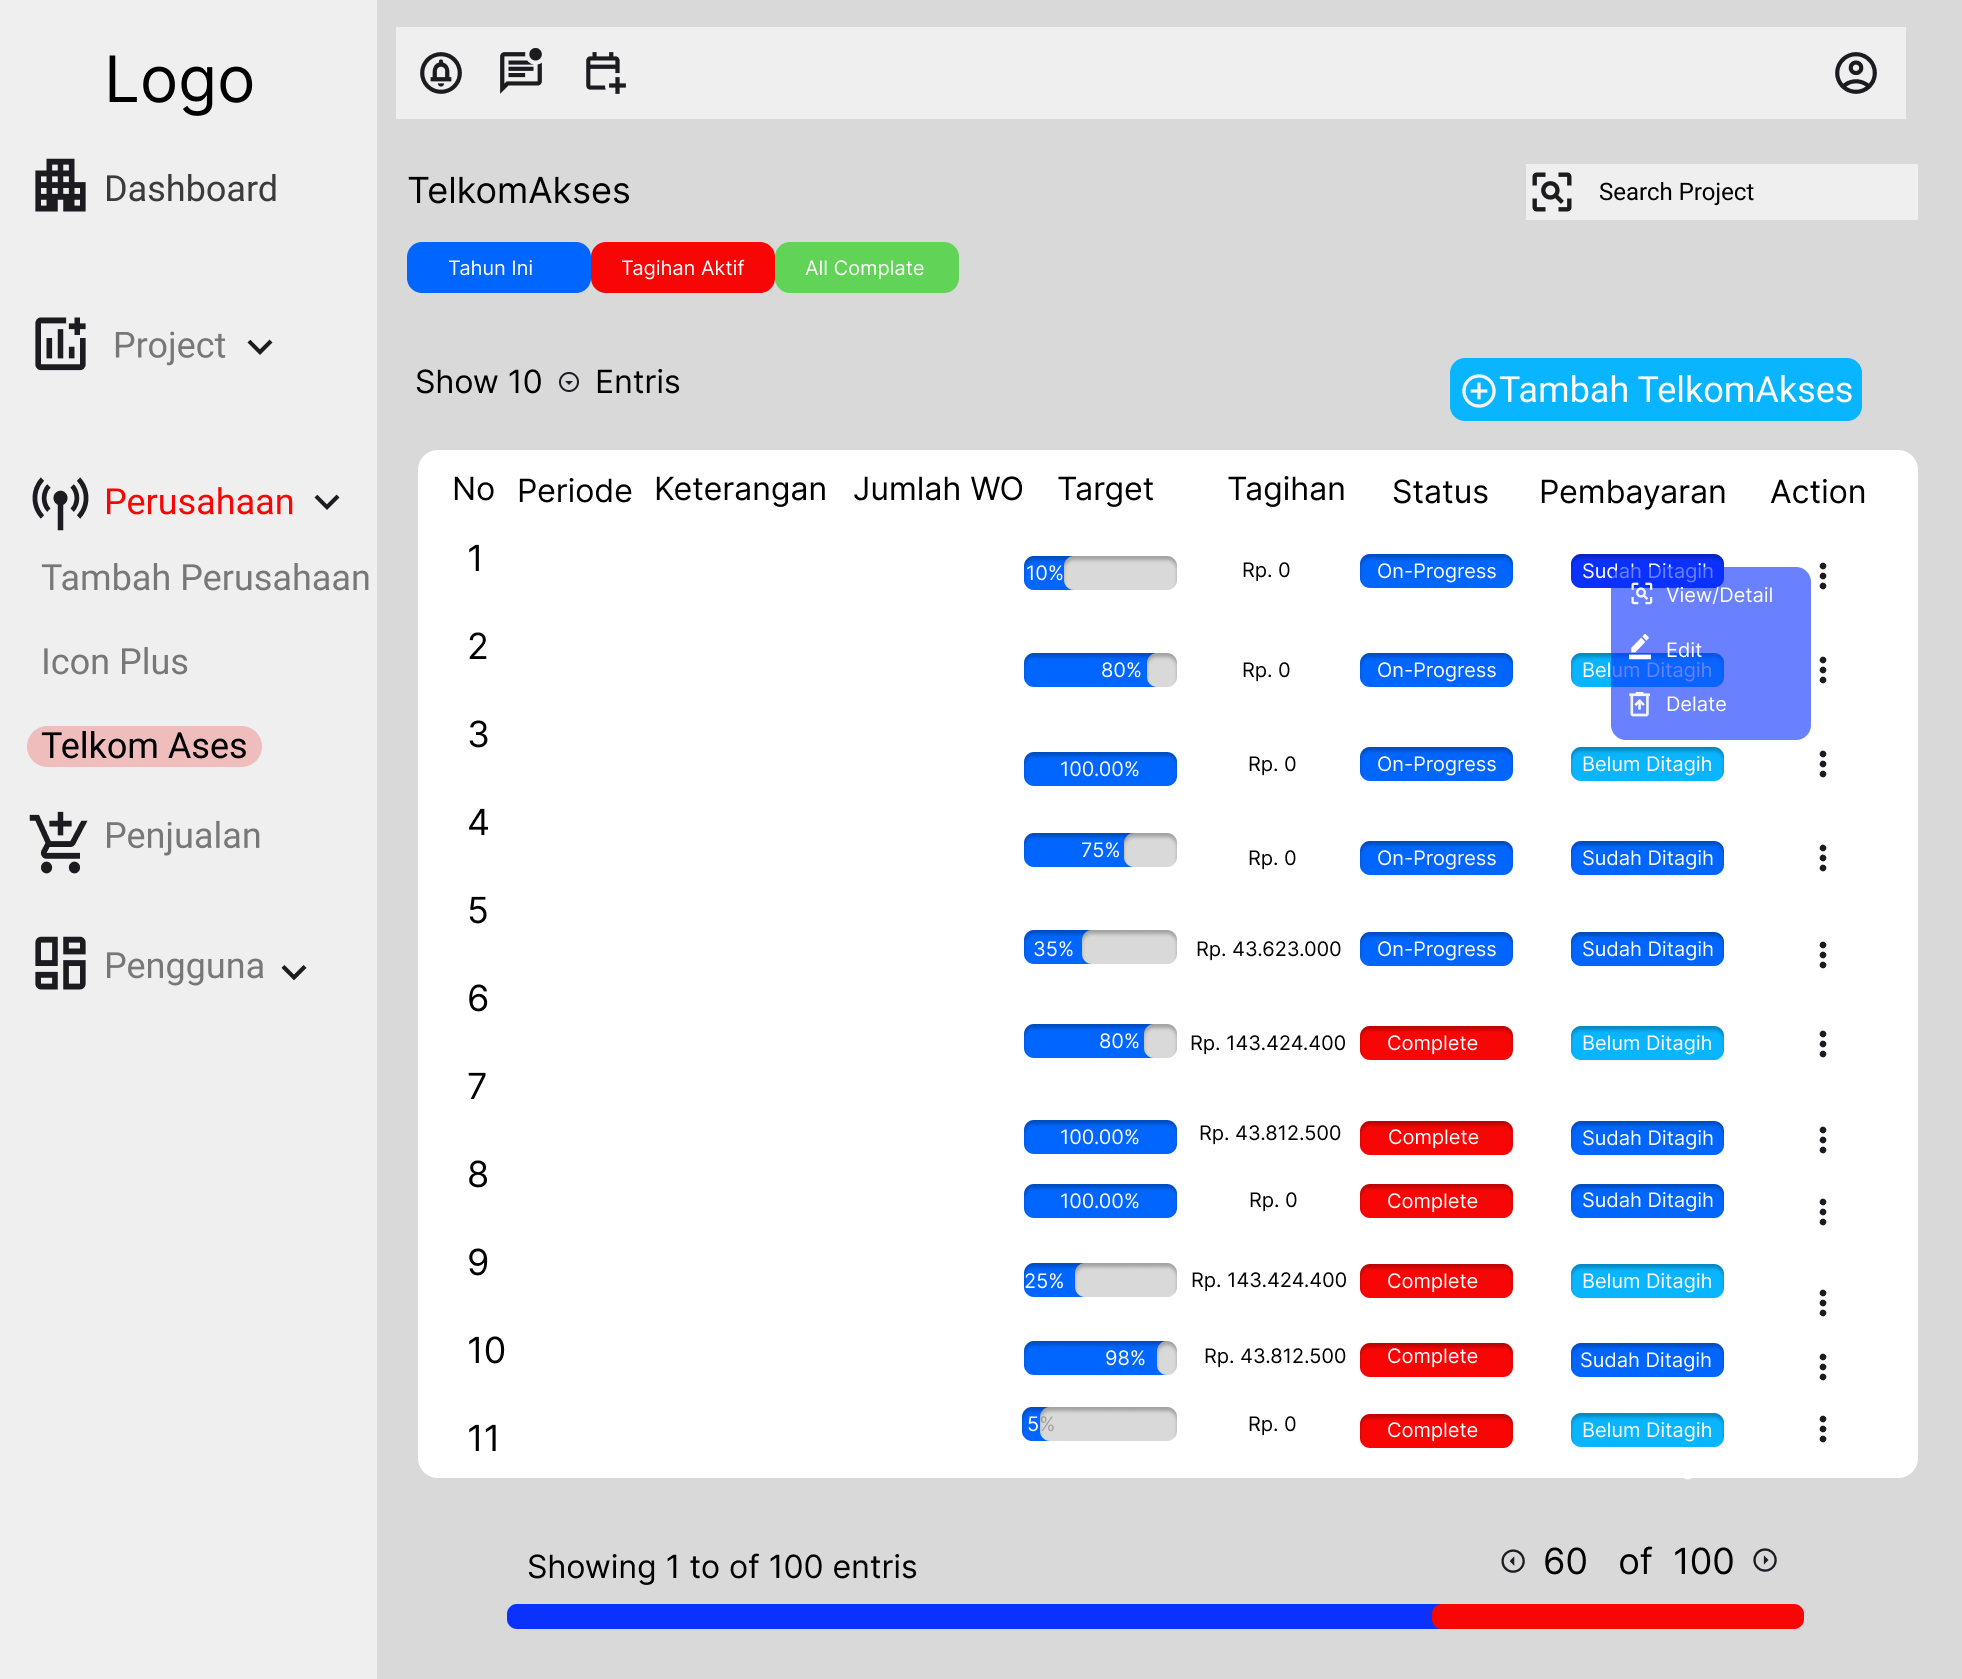 Logo
Dashboard
Project
Perusahaan
Tambah Perusahaan
Icon Plus
Telkom Ases
Penjualan
Pengguna
TelkomAkses
Search Project
Tahun Ini
Tagihan Aktif
All Complate
Show 10 Entris
Tambah TelkomAkses
No Periode Keterangan Jumlah WO Target Tagihan Status Pembayaran Action
1 10% Rp. 0 On-Progress Sudah Ditagih
View/Detail
Edit
Delate
2 80% Rp. 0 On-Progress Belum Ditagih
3 100.00% Rp. 0 On-Progress Belum Ditagih
4 75% Rp. 0 On-Progress Sudah Ditagih
5 35% Rp. 43.623.000 On-Progress Sudah Ditagih
6 80% Rp. 143.424.400 Complete Belum Ditagih
7 100.00% Rp. 43.812.500 Complete Sudah Ditagih
8 100.00% Rp. 0 Complete Sudah Ditagih
9 25% Rp. 143.424.400 Complete Belum Ditagih
10 98% Rp. 43.812.500 Complete Sudah Ditagih
11 5% Rp. 0 Complete Belum Ditagih
Showing 1 to of 100 entris
60 of 100